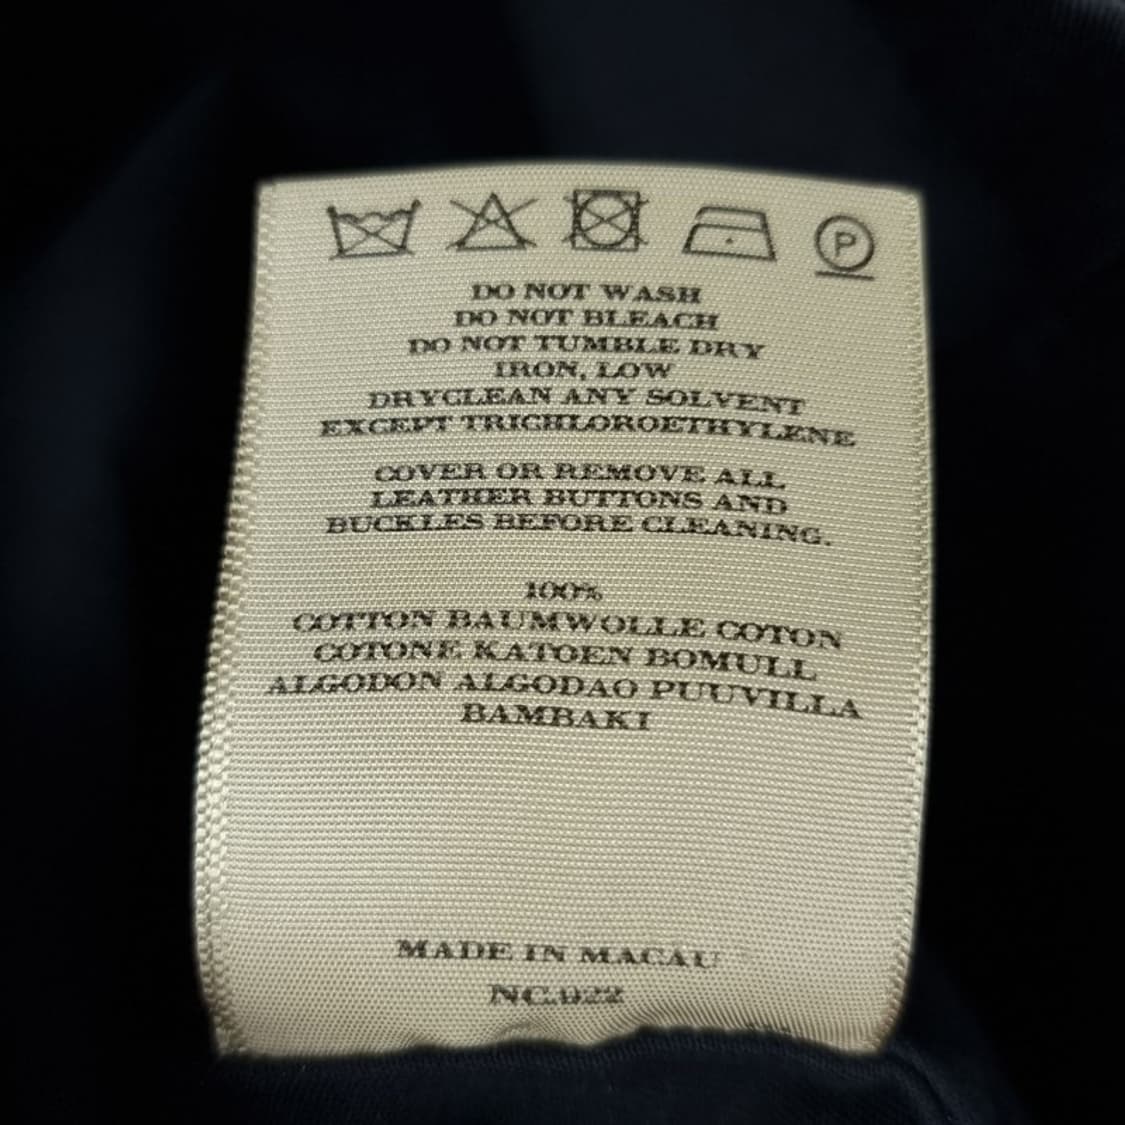 P
DO NOT WASH
DO NOT BLEACH
DO NOT TUMBLE DRY
IRON, LOW
DRYCLEAN ANY SOLVENT
EXCEPT TRICHLOROETHYLENE
COVER OR REMOVE ALL
LEATHER BUTTONS AND
BUCKLES BEFORE CLEANING.
100%
COTTON BAUMWOLLE COTON
COTONE KATOEN BOMULL
ALGODON ALGODAO PUUVILLA
BAMBAKI
MADE IN MACAU
NC.922